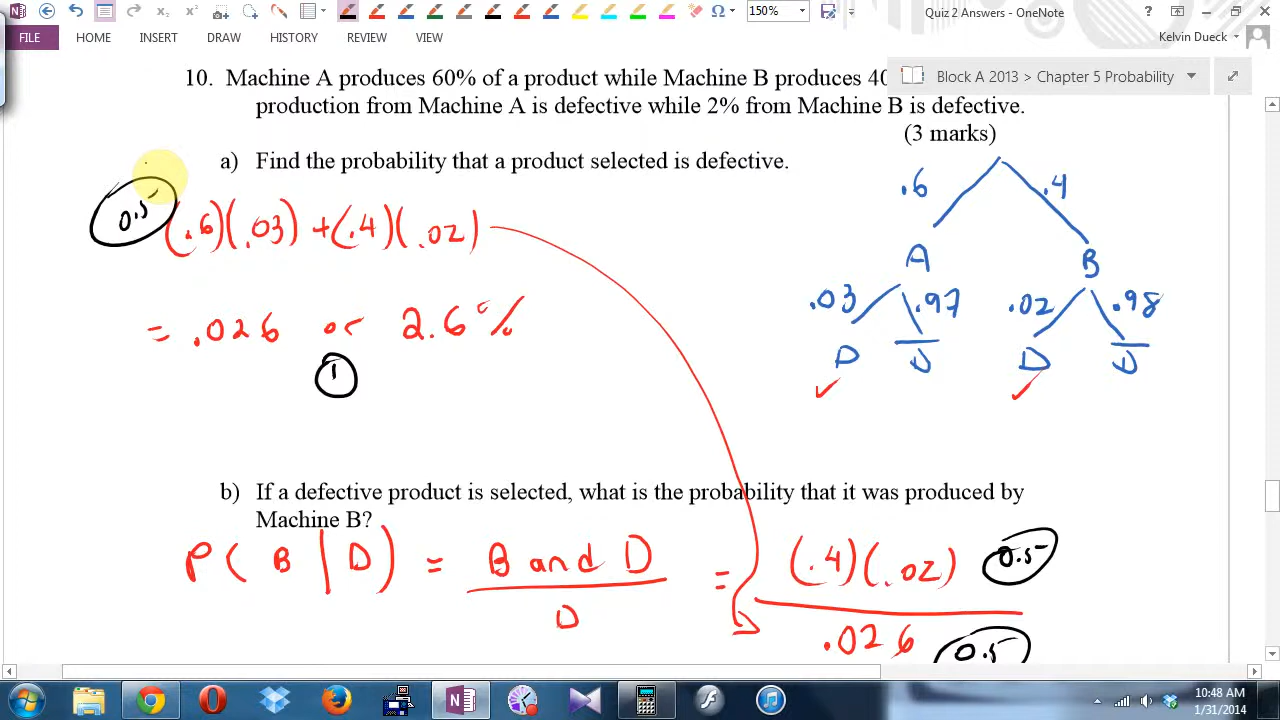 150%
Quiz 2 Answers - OneNote
FILE HOME INSERT DRAW HISTORY REVIEW VIEW
Kelvin Dueck
Block A 2013 > Chapter 5 Probability
10. Machine A produces 60% of a product while Machine B produces 40
production from Machine A is defective while 2% from Machine B is defective.
(3 marks)
a) Find the probability that a product selected is defective.
0.5 (.6)(.03) + (.4)(.02)
= .026 or 2.6%
1
.6 .4
A B
.03 .97 .02 .98
D D̅ D D̅
b) If a defective product is selected, what is the probability that it was produced by
Machine B?
P( B | D ) = B and D = (.4)(.02) 0.5
D .026 0.5
10:48 AM
1/31/2014